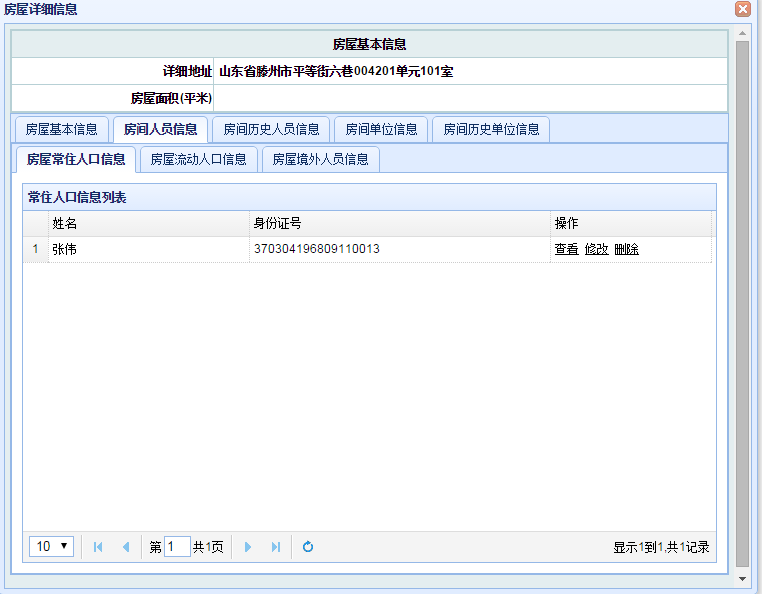 房屋详细信息
房屋基本信息
详细地址 山东省滕州市平等街六巷004201单元101室
房屋面积(平米)
房屋基本信息 房间人员信息 房间历史人员信息 房间单位信息 房间历史单位信息
房屋常住人口信息 房屋流动人口信息 房屋境外人员信息
常住人口信息列表
姓名 身份证号 操作
1 张伟 370304196809110013 查看 修改 删除
10 第 1 共1页 显示1到1,共1记录